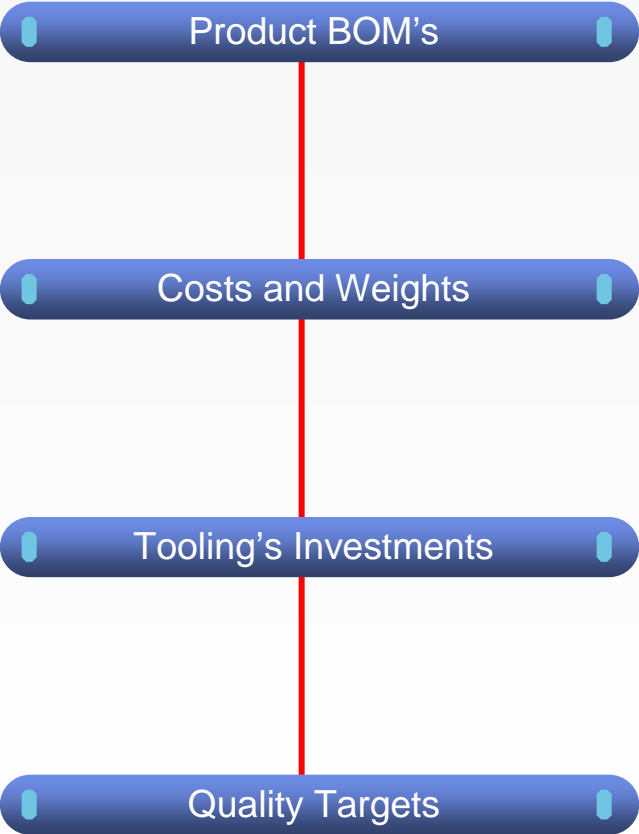 Product BOM’s
Costs and Weights
Tooling’s Investments
Quality Targets